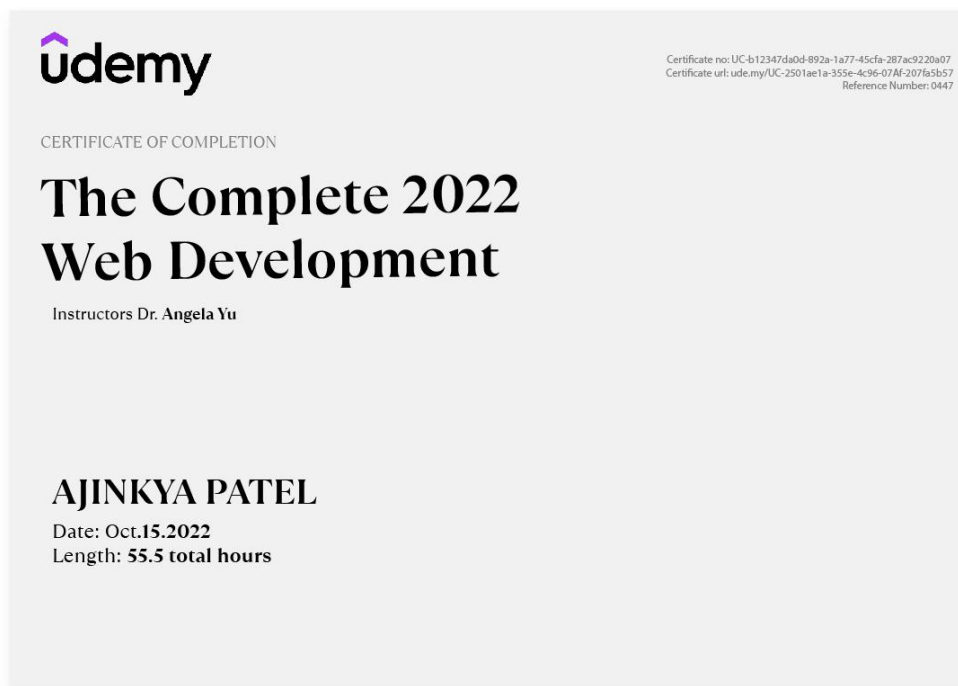 udemy
Certificate no: UC-b12347da0d-892a-1a77-45cfa-287ac9220a07
Certificate url: ude.my/UC-2501ae1a-355e-4c96-07Af-207fa5b57
Reference Number: 0447
CERTIFICATE OF COMPLETION
The Complete 2022
Web Development
Instructors Dr. Angela Yu
AJINKYA PATEL
Date: Oct.15.2022
Length: 55.5 total hours